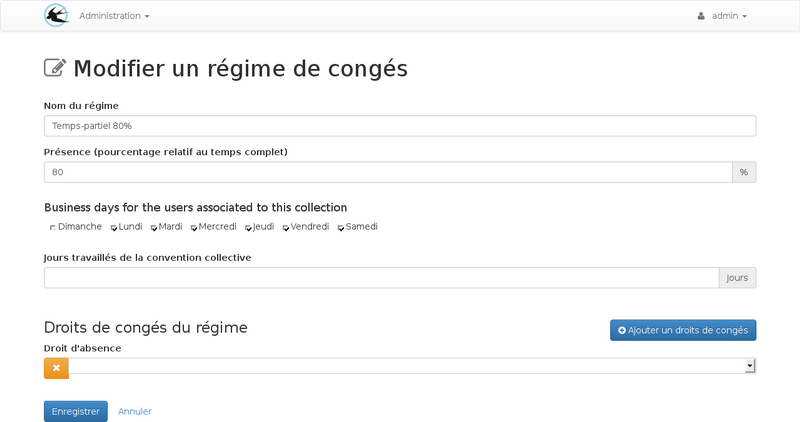 Administration
admin
Modifier un régime de congés
Nom du régime
Temps-partiel 80%
Présence (pourcentage relatif au temps complet)
80 %
Business days for the users associated to this collection
Dimanche Lundi Mardi Mercredi Jeudi Vendredi Samedi
Jours travaillés de la convention collective
Jours
Droits de congés du régime
Ajouter un droits de congés
Droit d'absence
Enregistrer Annuler